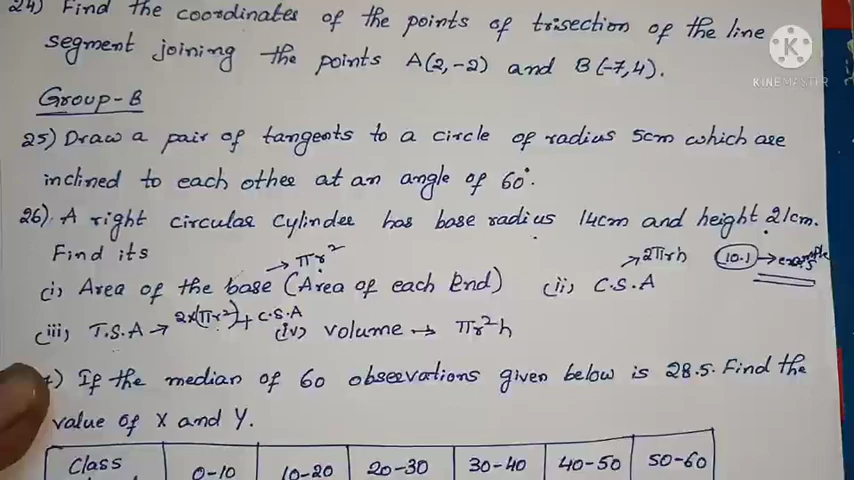 24) Find the coordinates of the points of trisection of the line
segment joining the points A(2,-2) and B(-7,4).
K
KINEMASTER
Group-B
25) Draw a pair of tangents to a circle of radius 5cm which are
inclined to each other at an angle of 60°.
26). A right circular cylinder has base radius 14cm and height 21cm.
Find its → πr² → 2πrh 10.1 → example
(i) Area of the base (Area of each End) (ii) C.S.A
(iii) T.S.A → 2x(πr²) + C.S.A (iv) volume → πr²h
) If the median of 60 observations given below is 28.5. Find the
value of X and Y.
Class 0-10 10-20 20-30 30-40 40-50 50-60